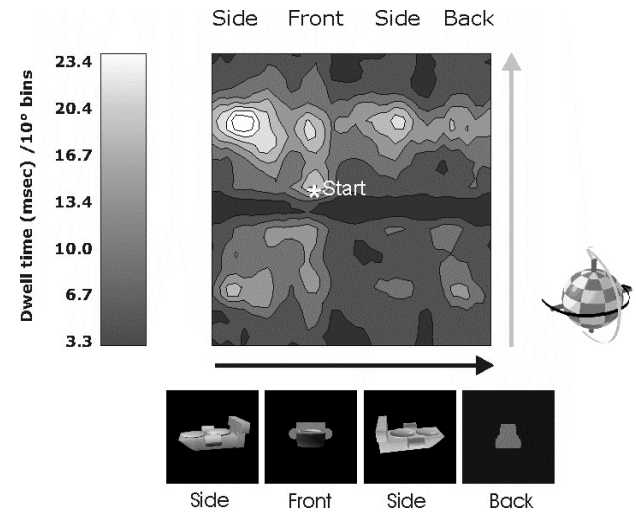 Side Front Side Back
Dwell time (msec) /10° bins
23.4
20.4
16.7
13.4
10.0
6.7
3.3
Start
Side Front Side Back